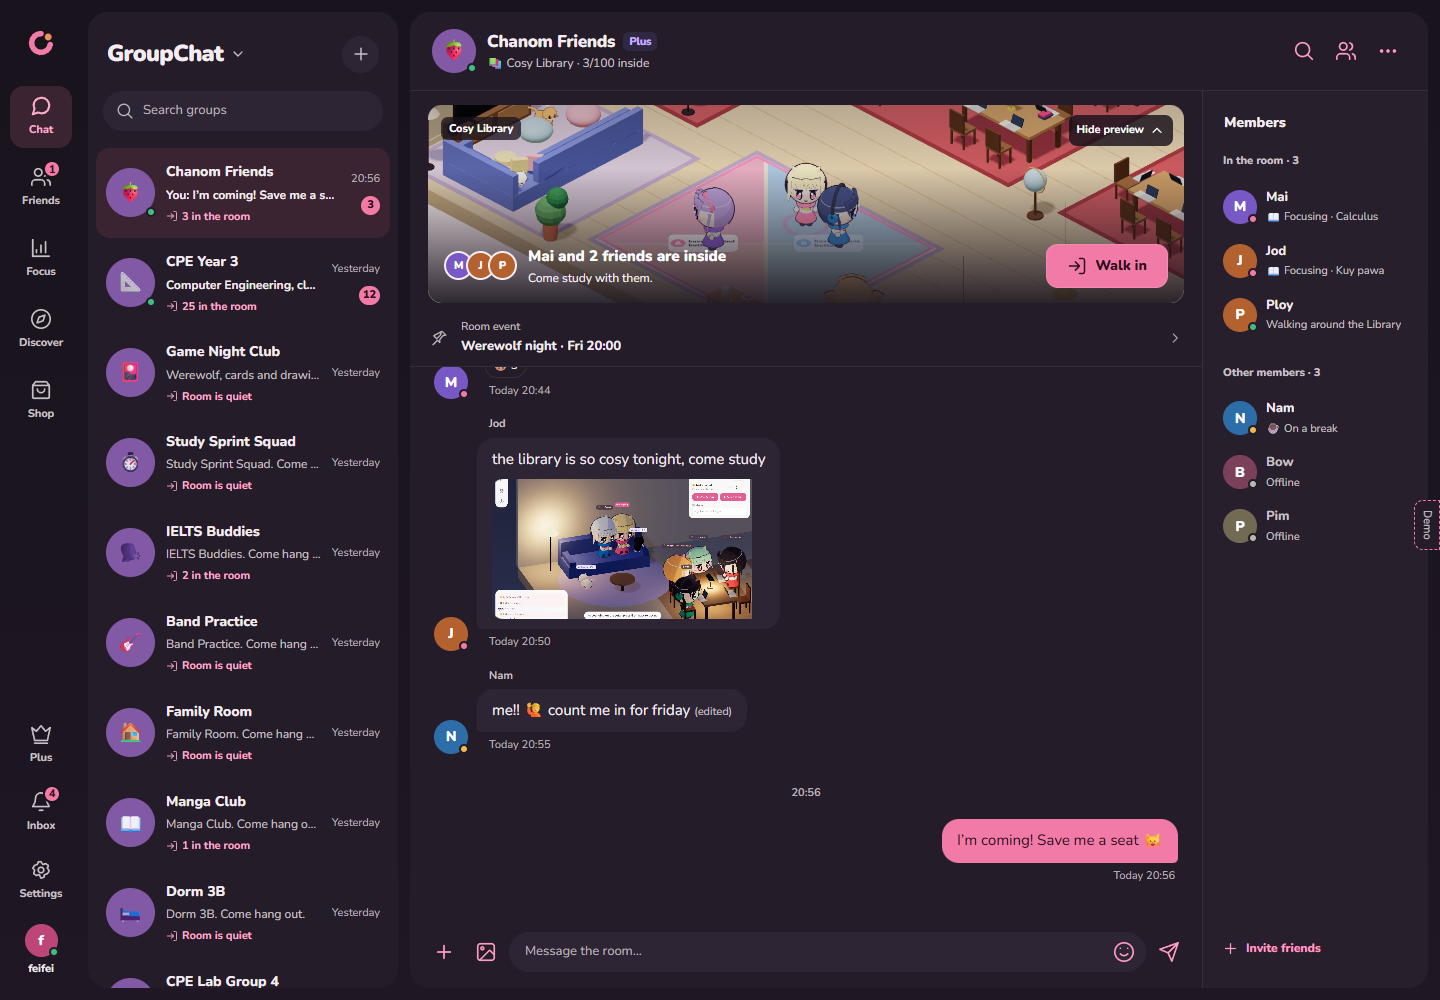 Chat
1
Friends
Focus
Discover
Shop
Plus
4
Inbox
Settings
f
feifei
GroupChat
Search groups
Chanom Friends
20:56
You: I'm coming! Save me a s...
3
3 in the room
CPE Year 3
Yesterday
Computer Engineering, cl...
12
25 in the room
Game Night Club
Werewolf, cards and drawi...
Yesterday
Room is quiet
Study Sprint Squad
Study Sprint Squad. Come ...
Yesterday
Room is quiet
IELTS Buddies
IELTS Buddies. Come hang ...
Yesterday
2 in the room
Band Practice
Band Practice. Come hang ...
Yesterday
Room is quiet
Family Room
Family Room. Come hang ...
Yesterday
Room is quiet
Manga Club
Manga Club. Come hang o...
Yesterday
1 in the room
Dorm 3B
Dorm 3B. Come hang out.
Yesterday
Room is quiet
CPE Lab Group 4
Chanom Friends Plus
Cosy Library · 3/100 inside
Cosy Library
Hide preview
M J P
Mai and 2 friends are inside
Come study with them.
Walk in
Room event
Werewolf night · Fri 20:00
M
Today 20:44
Jod
the library is so cosy tonight, come study
J
Today 20:50
Nam
me!! 🙋 count me in for friday (edited)
N
Today 20:55
20:56
I'm coming! Save me a seat 😺
Today 20:56
Message the room...
Members
In the room · 3
M
Mai
Focusing · Calculus
J
Jod
Focusing · Kuy pawa
P
Ploy
Walking around the Library
Other members · 3
N
Nam
On a break
B
Bow
Offline
P
Pim
Offline
Demo
Invite friends